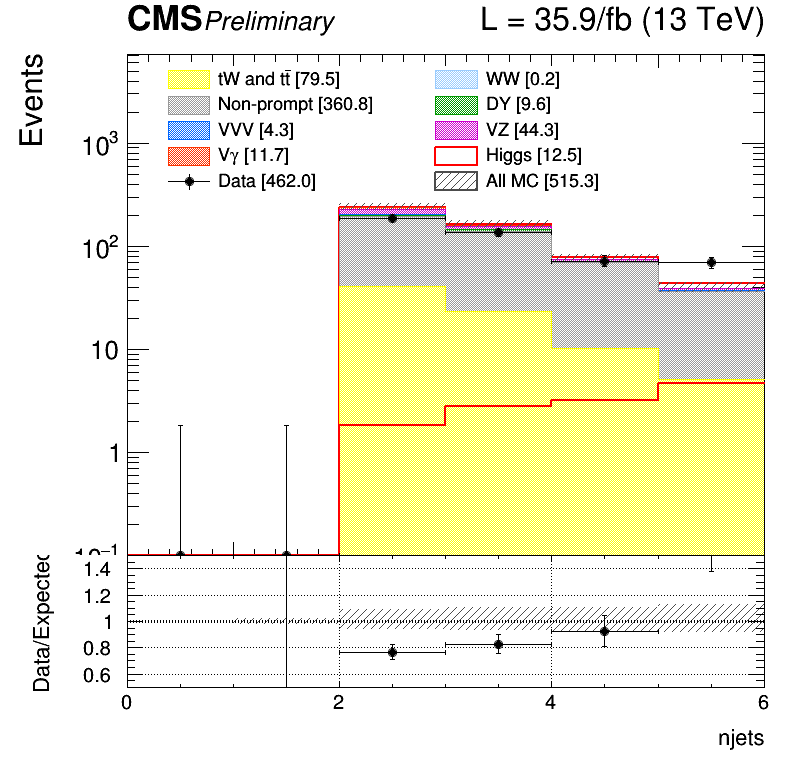 CMS Preliminary L = 35.9/fb (13 TeV)
Events
tW and tt̄ [79.5] WW [0.2]
Non-prompt [360.8] DY [9.6]
VVV [4.3] VZ [44.3]
Vγ [11.7] Higgs [12.5]
Data [462.0] All MC [515.3]
10³
10²
10
1
10⁻¹
Data/Expected
1.4
1.2
1
0.8
0.6
0 2 4 6
njets